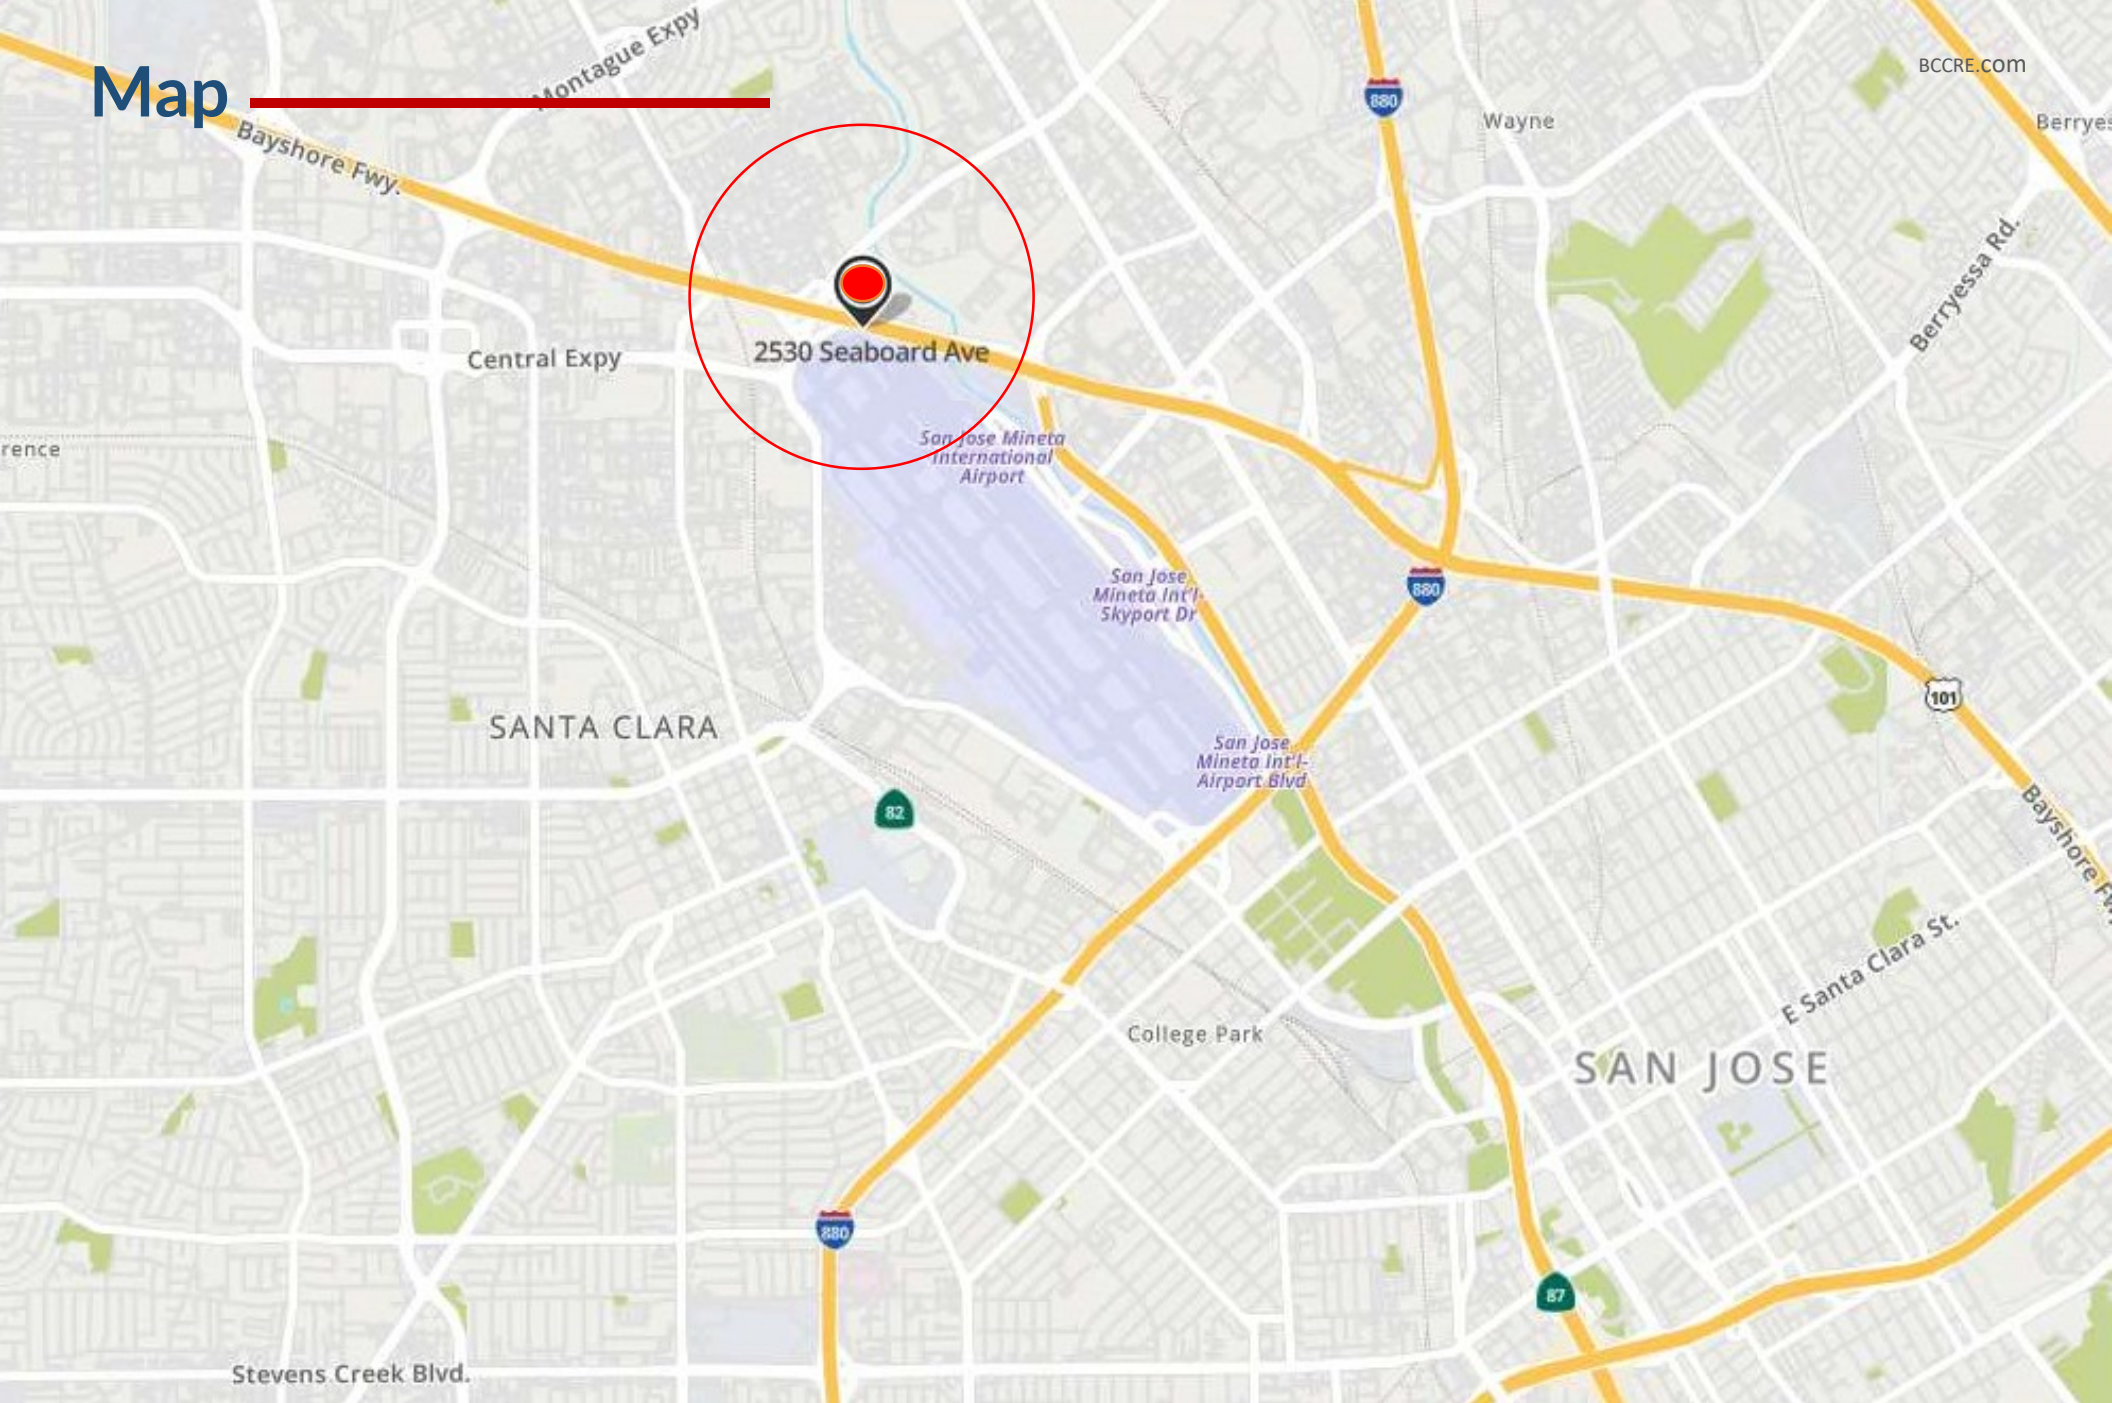 Map
BCCRE.com
Montague Expy
880
Wayne
Bayshore Fwy.
Berryessa Rd.
2530 Seaboard Ave
Central Expy
San Jose Mineta
International
Airport
San Jose
Mineta Int'l-
Skyport Dr
880
101
SANTA CLARA
San Jose
Mineta Int'l-
Airport Blvd
82
Bayshore Fwy
E Santa Clara St.
College Park
SAN JOSE
880
87
Stevens Creek Blvd.